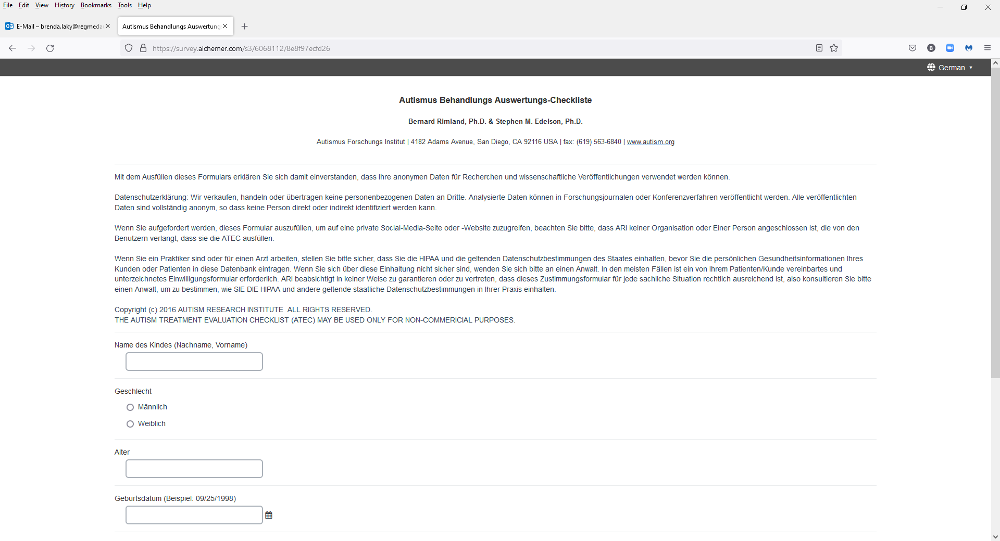 File Edit View History Bookmarks Tools Help
E-Mail – brenda.laky@regmeda
Autismus Behandlungs Auswertung
https://survey.alchemer.com/s3/6068112/8e8f97ecfd26
German
Autismus Behandlungs Auswertungs-Checkliste
Bernard Rimland, Ph.D. & Stephen M. Edelson, Ph.D.
Autismus Forschungs Institut | 4182 Adams Avenue, San Diego, CA 92116 USA | fax: (619) 563-6840 | www.autism.org
Mit dem Ausfüllen dieses Formulars erklären Sie sich damit einverstanden, dass Ihre anonymen Daten für Recherchen und wissenschaftliche Veröffentlichungen verwendet werden können.
Datenschutzerklärung: Wir verkaufen, handeln oder übertragen keine personenbezogenen Daten an Dritte. Analysierte Daten können in Forschungsjournalen oder Konferenzverfahren veröffentlicht werden. Alle veröffentlichten
Daten sind vollständig anonym, so dass keine Person direkt oder indirekt identifiziert werden kann.
Wenn Sie aufgefordert werden, dieses Formular auszufüllen, um auf eine private Social-Media-Seite oder -Website zuzugreifen, beachten Sie bitte, dass ARI keiner Organisation oder Einer Person angeschlossen ist, die von den
Benutzern verlangt, dass sie die ATEC ausfüllen.
Wenn Sie ein Praktiker sind oder für einen Arzt arbeiten, stellen Sie bitte sicher, dass Sie die HIPAA und die geltenden Datenschutzbestimmungen des Staates einhalten, bevor Sie die persönlichen Gesundheitsinformationen Ihres
Kunden oder Patienten in diese Datenbank eintragen. Wenn Sie sich über diese Einhaltung nicht sicher sind, wenden Sie sich bitte an einen Anwalt. In den meisten Fällen ist ein von Ihrem Patienten/Kunde vereinbartes und
unterzeichnetes Einwilligungsformular erforderlich. ARI beabsichtigt in keiner Weise zu garantieren oder zu vertreten, dass dieses Zustimmungsformular für jede sachliche Situation rechtlich ausreichend ist, also konsultieren Sie bitte
einen Anwalt, um zu bestimmen, wie SIE DIE HIPAA und andere geltende staatliche Datenschutzbestimmungen in Ihrer Praxis einhalten.
Copyright (c) 2016 AUTISM RESEARCH INSTITUTE  ALL RIGHTS RESERVED.
THE AUTISM TREATMENT EVALUATION CHECKLIST (ATEC) MAY BE USED ONLY FOR NON-COMMERICIAL PURPOSES.
Name des Kindes (Nachname, Vorname)
Geschlecht
Männlich
Weiblich
Alter
Geburtsdatum (Beispiel: 09/25/1998)